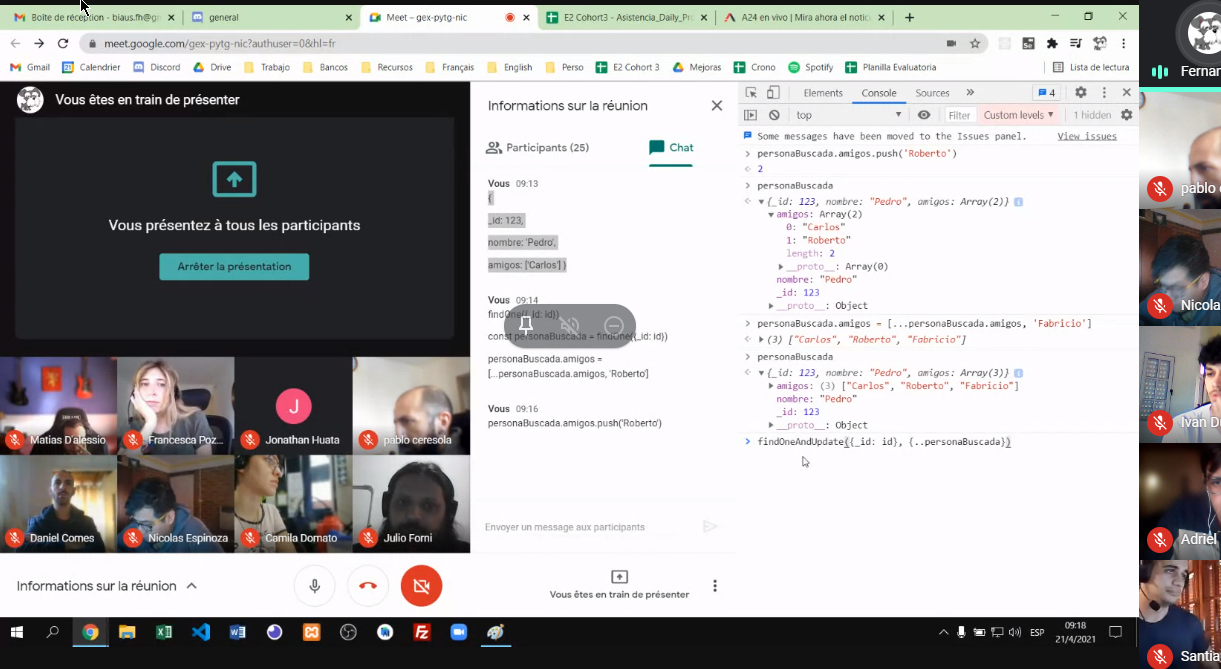 Boîte de réception - biaus.fh@gm
general
Meet – gex-pytg-nic
E2 Cohort3 - Asistencia_Daily_Pro
A24 en vivo | Mira ahora el notic
meet.google.com/gex-pytg-nic?authuser=0&hl=fr
Gmail
Calendrier
Discord
Drive
Trabajo
Bancos
Recursos
Français
English
Perso
E2 Cohort 3
Mejoras
Crono
Spotify
Planilla Evaluatoria
Lista de lectura
Vous êtes en train de présenter
Vous présentez à tous les participants
Arrêter la présentation
Matias D'alessio
Francesca Poz...
J
Jonathan Huata
pablo ceresola
Daniel Comes
Nicolas Espinoza
Camila Domato
Julio Forni
Informations sur la réunion
Informations sur la réunion
Participants (25)
Chat
Vous 09:13
{
_id: 123,
nombre: 'Pedro',
amigos: ['Carlos'] }
Vous 09:14
findOne({_id: id})
const personaBuscada = findOne({_id: id})
personaBuscada.amigos =
[...personaBuscada.amigos, 'Roberto']
Vous 09:16
personaBuscada.amigos.push('Roberto')
Envoyer un message aux participants
Vous êtes en train de présenter
Elements
Console
Sources
»
4
top
Filter
Custom levels
1 hidden
Some messages have been moved to the Issues panel.
View issues
personaBuscada.amigos.push('Roberto')
2
personaBuscada
{_id: 123, nombre: "Pedro", amigos: Array(2)}
amigos: Array(2)
0: "Carlos"
1: "Roberto"
length: 2
__proto__: Array(0)
nombre: "Pedro"
_id: 123
__proto__: Object
personaBuscada.amigos = [...personaBuscada.amigos, 'Fabricio']
(3) ["Carlos", "Roberto", "Fabricio"]
personaBuscada
{_id: 123, nombre: "Pedro", amigos: Array(3)}
amigos: (3) ["Carlos", "Roberto", "Fabricio"]
nombre: "Pedro"
_id: 123
__proto__: Object
findOneAndUpdate({_id: id}, {..personaBuscada})
ESP
09:18
21/4/2021
Fernan
pablo
Nicola
Ivan Du
Adriel
Santia